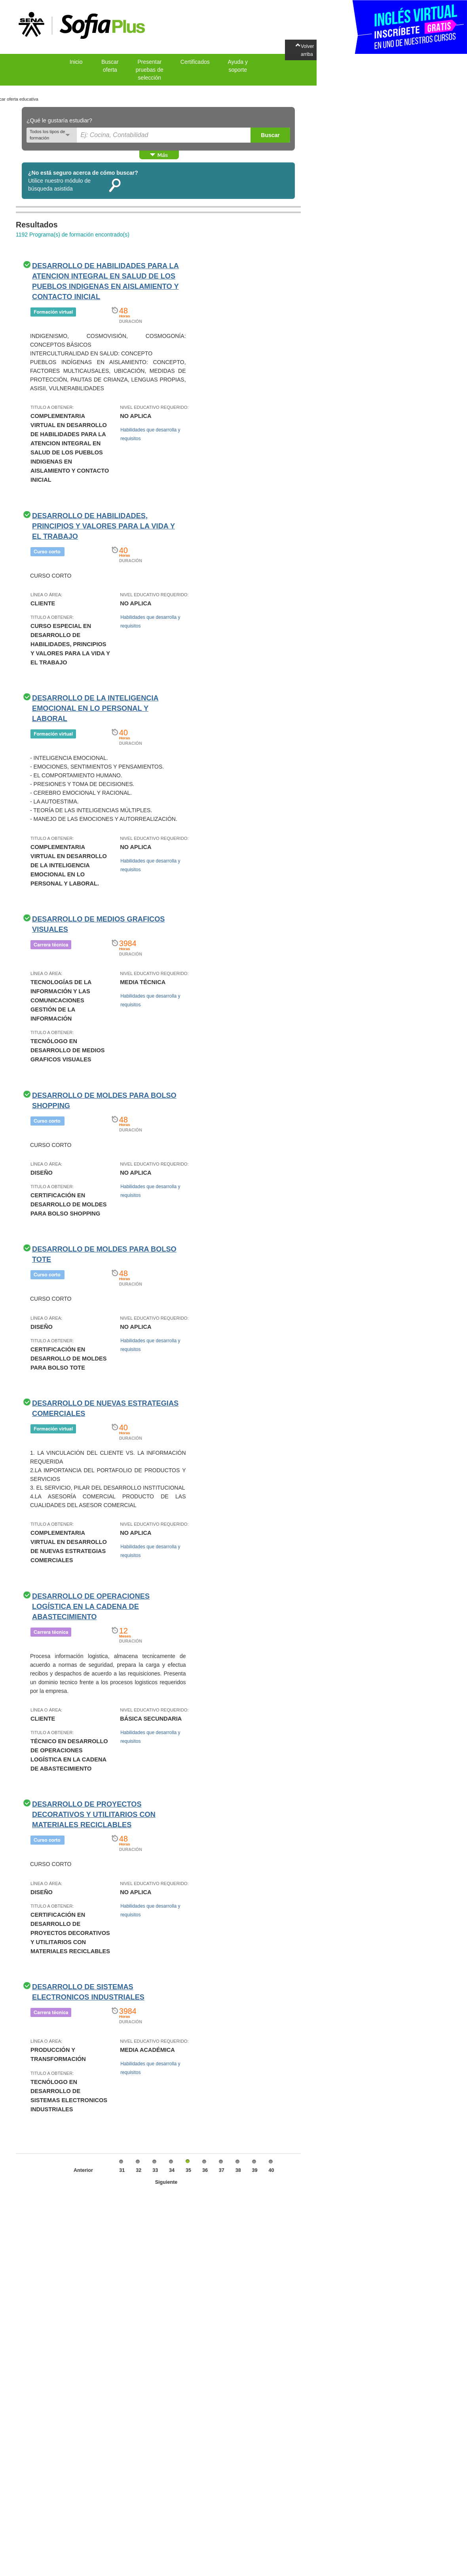 SENA
SofiaPlus
INGLÉS VIRTUAL
INSCRÍBETE GRATIS
EN UNO DE NUESTROS CURSOS
Volver
arriba
Inicio
Buscar
oferta
Presentar
pruebas de
selección
Certificados
Ayuda y
soporte
car oferta educativa
¿Qué le gustaría estudiar?
Todos los tipos de
formación
Ej: Cocina, Contabilidad
Buscar
Más
¿No está seguro acerca de cómo buscar?
Utilice nuestro módulo de
búsqueda asistida
Resultados
1192 Programa(s) de formación encontrado(s)
DESARROLLO DE HABILIDADES PARA LA
ATENCION INTEGRAL EN SALUD DE LOS
PUEBLOS INDIGENAS EN AISLAMIENTO Y
CONTACTO INICIAL
Formación virtual
48
Horas
DURACIÓN
INDIGENISMO, COSMOVISIÓN, COSMOGONÍA:
CONCEPTOS BÁSICOS
INTERCULTURALIDAD EN SALUD: CONCEPTO
PUEBLOS INDÍGENAS EN AISLAMIENTO: CONCEPTO,
FACTORES MULTICAUSALES, UBICACIÓN, MEDIDAS DE
PROTECCIÓN, PAUTAS DE CRIANZA, LENGUAS PROPIAS,
ASISII, VULNERABILIDADES
TITULO A OBTENER:
COMPLEMENTARIA
VIRTUAL EN DESARROLLO
DE HABILIDADES PARA LA
ATENCION INTEGRAL EN
SALUD DE LOS PUEBLOS
INDIGENAS EN
AISLAMIENTO Y CONTACTO
INICIAL
NIVEL EDUCATIVO REQUERIDO:
NO APLICA
Habilidades que desarrolla y
requisitos
DESARROLLO DE HABILIDADES,
PRINCIPIOS Y VALORES PARA LA VIDA Y
EL TRABAJO
Curso corto
40
Horas
DURACIÓN
CURSO CORTO
LÍNEA O ÁREA:
CLIENTE
TITULO A OBTENER:
CURSO ESPECIAL EN
DESARROLLO DE
HABILIDADES, PRINCIPIOS
Y VALORES PARA LA VIDA Y
EL TRABAJO
NIVEL EDUCATIVO REQUERIDO:
NO APLICA
Habilidades que desarrolla y
requisitos
DESARROLLO DE LA INTELIGENCIA
EMOCIONAL EN LO PERSONAL Y
LABORAL
Formación virtual
40
Horas
DURACIÓN
- INTELIGENCIA EMOCIONAL.
- EMOCIONES, SENTIMIENTOS Y PENSAMIENTOS.
- EL COMPORTAMIENTO HUMANO.
- PRESIONES Y TOMA DE DECISIONES.
- CEREBRO EMOCIONAL Y RACIONAL.
- LA AUTOESTIMA.
- TEORÍA DE LAS INTELIGENCIAS MÚLTIPLES.
- MANEJO DE LAS EMOCIONES Y AUTORREALIZACIÓN.
TITULO A OBTENER:
COMPLEMENTARIA
VIRTUAL EN DESARROLLO
DE LA INTELIGENCIA
EMOCIONAL EN LO
PERSONAL Y LABORAL.
NIVEL EDUCATIVO REQUERIDO:
NO APLICA
Habilidades que desarrolla y
requisitos
DESARROLLO DE MEDIOS GRAFICOS
VISUALES
Carrera técnica
3984
Horas
DURACIÓN
LÍNEA O ÁREA:
TECNOLOGÍAS DE LA
INFORMACIÓN Y LAS
COMUNICACIONES
GESTIÓN DE LA
INFORMACIÓN
TITULO A OBTENER:
TECNÓLOGO EN
DESARROLLO DE MEDIOS
GRAFICOS VISUALES
NIVEL EDUCATIVO REQUERIDO:
MEDIA TÉCNICA
Habilidades que desarrolla y
requisitos
DESARROLLO DE MOLDES PARA BOLSO
SHOPPING
Curso corto
48
Horas
DURACIÓN
CURSO CORTO
LÍNEA O ÁREA:
DISEÑO
TITULO A OBTENER:
CERTIFICACIÓN EN
DESARROLLO DE MOLDES
PARA BOLSO SHOPPING
NIVEL EDUCATIVO REQUERIDO:
NO APLICA
Habilidades que desarrolla y
requisitos
DESARROLLO DE MOLDES PARA BOLSO
TOTE
Curso corto
48
Horas
DURACIÓN
CURSO CORTO
LÍNEA O ÁREA:
DISEÑO
TITULO A OBTENER:
CERTIFICACIÓN EN
DESARROLLO DE MOLDES
PARA BOLSO TOTE
NIVEL EDUCATIVO REQUERIDO:
NO APLICA
Habilidades que desarrolla y
requisitos
DESARROLLO DE NUEVAS ESTRATEGIAS
COMERCIALES
Formación virtual
40
Horas
DURACIÓN
1. LA VINCULACIÓN DEL CLIENTE VS. LA INFORMACIÓN
REQUERIDA
2.LA IMPORTANCIA DEL PORTAFOLIO DE PRODUCTOS Y
SERVICIOS
3. EL SERVICIO, PILAR DEL DESARROLLO INSTITUCIONAL
4.LA ASESORÍA COMERCIAL PRODUCTO DE LAS
CUALIDADES DEL ASESOR COMERCIAL
TITULO A OBTENER:
COMPLEMENTARIA
VIRTUAL EN DESARROLLO
DE NUEVAS ESTRATEGIAS
COMERCIALES
NIVEL EDUCATIVO REQUERIDO:
NO APLICA
Habilidades que desarrolla y
requisitos
DESARROLLO DE OPERACIONES
LOGÍSTICA EN LA CADENA DE
ABASTECIMIENTO
Carrera técnica
12
Meses
DURACIÓN
Procesa información logistica, almacena tecnicamente de
acuerdo a normas de seguridad, prepara la carga y efectua
recibos y despachos de acuerdo a las requisiciones. Presenta
un dominio tecnico frente a los procesos logísticos requeridos
por la empresa.
LÍNEA O ÁREA:
CLIENTE
TITULO A OBTENER:
TÉCNICO EN DESARROLLO
DE OPERACIONES
LOGÍSTICA EN LA CADENA
DE ABASTECIMIENTO
NIVEL EDUCATIVO REQUERIDO:
BÁSICA SECUNDARIA
Habilidades que desarrolla y
requisitos
DESARROLLO DE PROYECTOS
DECORATIVOS Y UTILITARIOS CON
MATERIALES RECICLABLES
Curso corto
48
Horas
DURACIÓN
CURSO CORTO
LÍNEA O ÁREA:
DISEÑO
TITULO A OBTENER:
CERTIFICACIÓN EN
DESARROLLO DE
PROYECTOS DECORATIVOS
Y UTILITARIOS CON
MATERIALES RECICLABLES
NIVEL EDUCATIVO REQUERIDO:
NO APLICA
Habilidades que desarrolla y
requisitos
DESARROLLO DE SISTEMAS
ELECTRONICOS INDUSTRIALES
Carrera técnica
3984
Horas
DURACIÓN
LÍNEA O ÁREA:
PRODUCCIÓN Y
TRANSFORMACIÓN
TITULO A OBTENER:
TECNÓLOGO EN
DESARROLLO DE
SISTEMAS ELECTRONICOS
INDUSTRIALES
NIVEL EDUCATIVO REQUERIDO:
MEDIA ACADÉMICA
Habilidades que desarrolla y
requisitos
Anterior 31 32 33 34 35 36 37 38 39 40
Siguiente